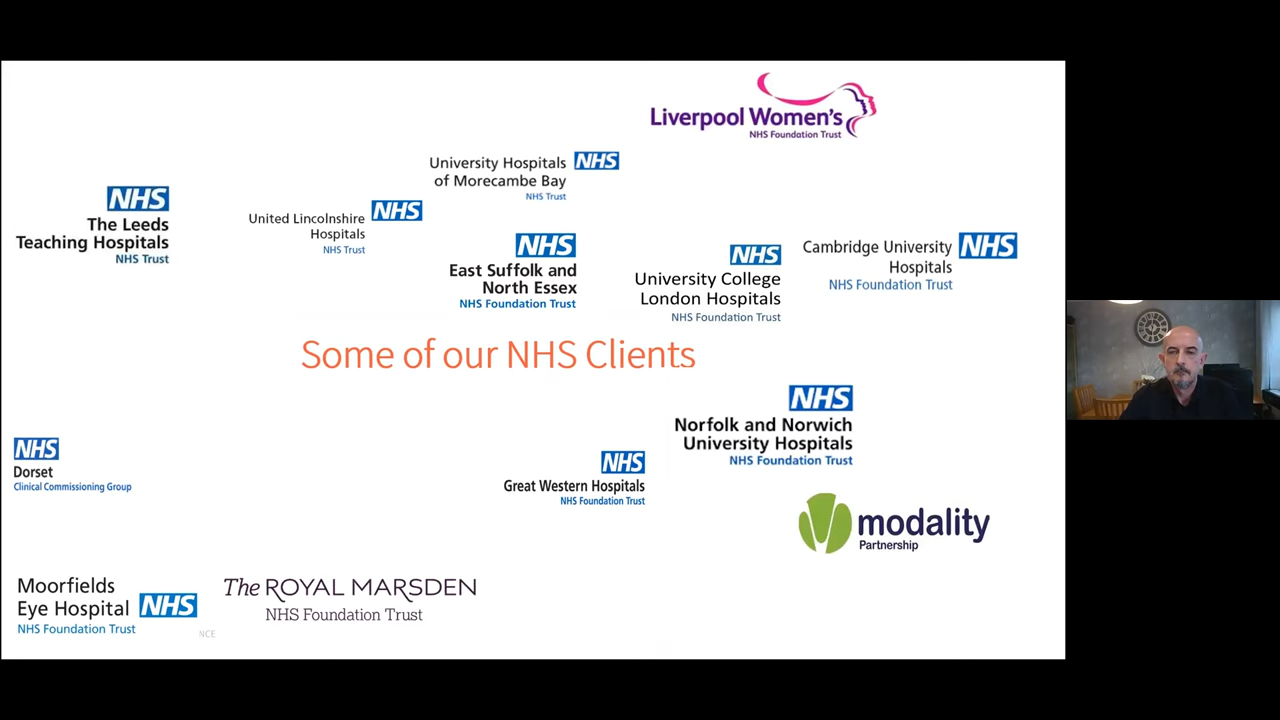 Liverpool Women's
NHS Foundation Trust
University Hospitals NHS
of Morecambe Bay
NHS Trust
NHS
The Leeds
Teaching Hospitals
NHS Trust
United Lincolnshire NHS
Hospitals
NHS Trust
NHS
East Suffolk and
North Essex
NHS Foundation Trust
NHS
University College
London Hospitals
NHS Foundation Trust
Cambridge University NHS
Hospitals
NHS Foundation Trust
Some of our NHS Clients
NHS
Norfolk and Norwich
University Hospitals
NHS Foundation Trust
NHS
Dorset
Clinical Commissioning Group
NHS
Great Western Hospitals
NHS Foundation Trust
modality
Partnership
Moorfields
Eye Hospital NHS
NHS Foundation Trust
The ROYAL MARSDEN
NHS Foundation Trust
NCE